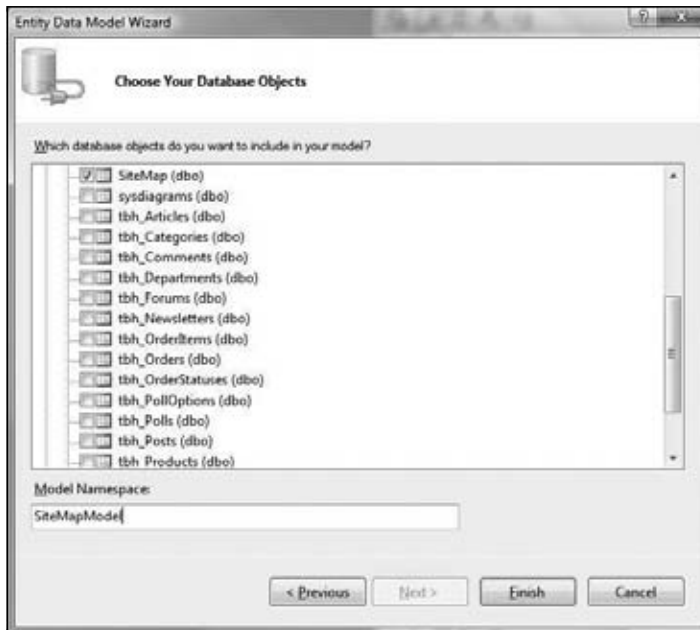 Entity Data Model Wizard
Choose Your Database Objects
Which database objects do you want to include in your model?
SiteMap (dbo)
sysdiagrams (dbo)
tbh_Articles (dbo)
tbh_Categories (dbo)
tbh_Comments (dbo)
tbh_Departments (dbo)
tbh_Forums (dbo)
tbh_Newsletters (dbo)
tbh_OrderItems (dbo)
tbh_Orders (dbo)
tbh_OrderStatuses (dbo)
tbh_PollOptions (dbo)
tbh_Polls (dbo)
tbh_Posts (dbo)
tbh_Products (dbo)
Model Namespace:
SiteMapModel
< Previous Next > Finish Cancel